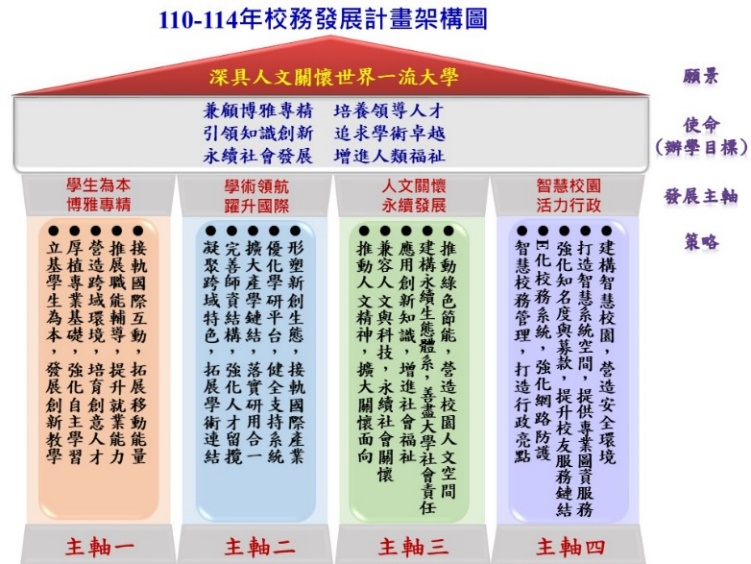 110-114年校務發展計畫架構圖
深具人文關懷世界一流大學
願景
兼顧博雅專精 培養領導人才
引領知識創新 追求學術卓越
永續社會發展 增進人類福祉
使命
(辦學目標)
學生為本
博雅專精
學術領航
躍升國際
人文關懷
永續發展
智慧校園
活力行政
發展主軸
策略
●接軌國際互動，拓展移動能量
●推展職能輔導，提升就業能力
●營造跨域環境，培育創意人才
●厚植專業基礎，強化自主學習
●立基學生為本，發展創新教學
●形塑新創生態，接軌國際產業
●優化學研平台，健全支持系統
●擴大產學鏈結，落實研用合一
●完善師資結構，強化人才留攬
●凝聚跨域特色，拓展學術連結
●推動綠色節能，營造校園人文空間
●建構永續生態體系，善盡大學社會責任
●應用創新知識，增進社會福祉
●兼容人文與科技，永續社會關懷
●推動人文精神，擴大關懷面向
●建構智慧校園，營造安全環境
●打造智慧系統空間，提供專業圖資服務
●強化知名度與募款，提升校友服務鏈結
●E化校務系統，強化網路防護
●智慧校務管理，打造行政亮點
主軸一
主軸二
主軸三
主軸四